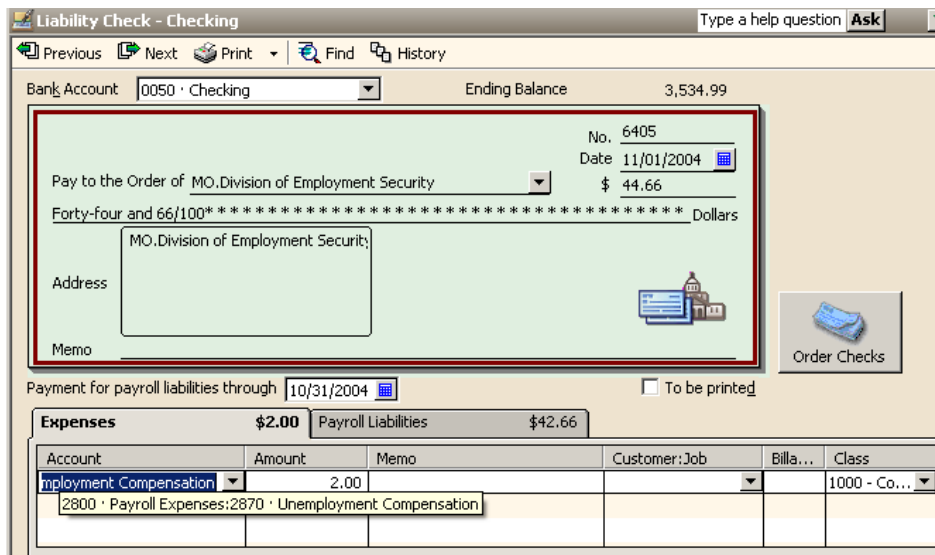 Liability Check - Checking
Type a help question Ask
Previous Next Print Find History
Bank Account 0050 · Checking Ending Balance 3,534.99
No. 6405
Date 11/01/2004
Pay to the Order of MO.Division of Employment Security $ 44.66
Forty-four and 66/100* * * * * * * * * * * * * * * * * * * * * * * * * * * * * * * * * * * * * Dollars
MO.Division of Employment Security
Address
Memo
Order Checks
Payment for payroll liabilities through 10/31/2004 To be printed
Expenses $2.00 Payroll Liabilities $42.66
Account Amount Memo Customer:Job Billa... Class
mployment Compensation 2.00 1000 - Co...
2800 · Payroll Expenses:2870 · Unemployment Compensation